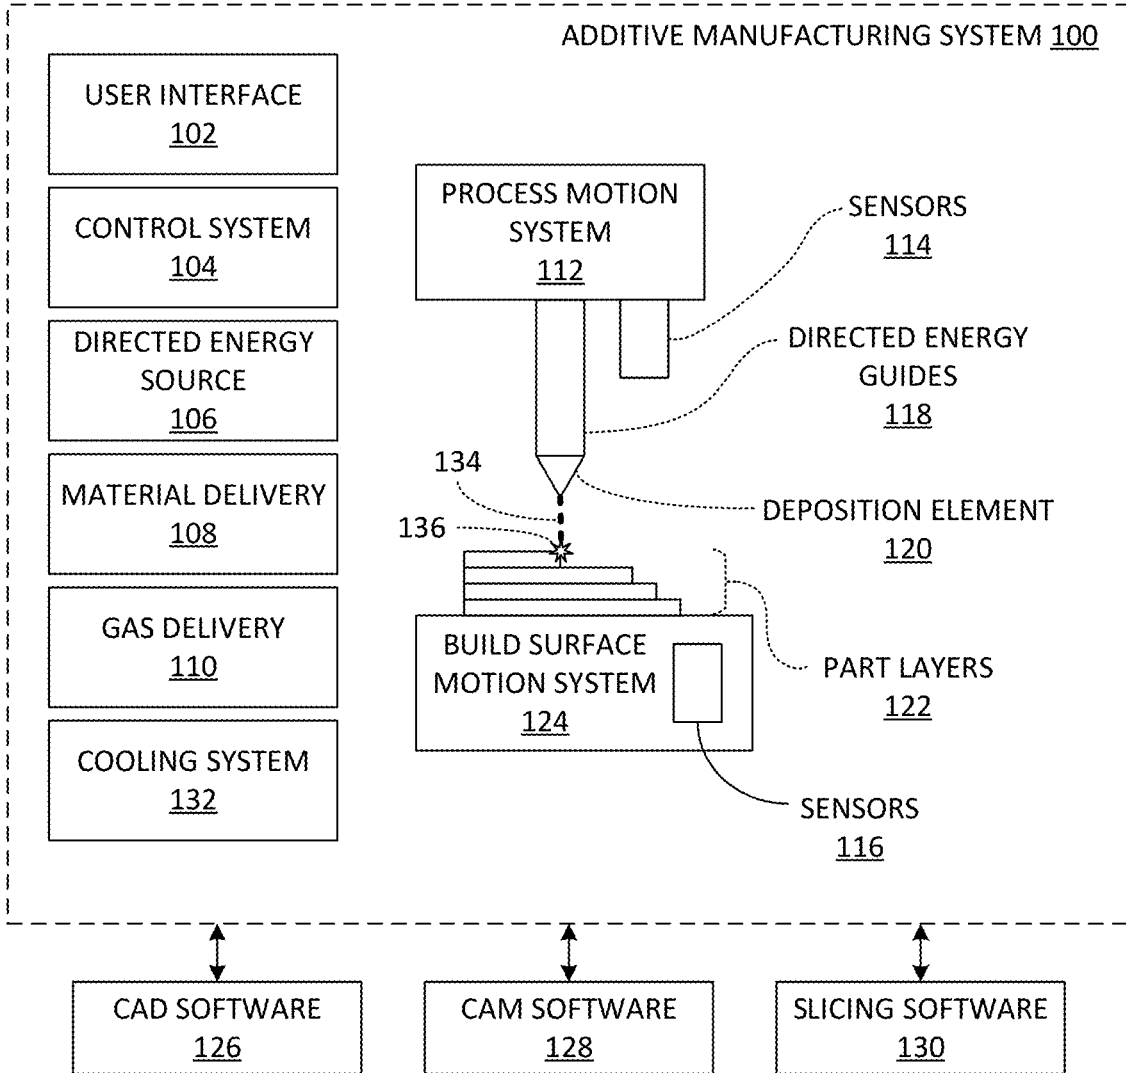 ADDITIVE MANUFACTURING SYSTEM 100
USER INTERFACE
102
CONTROL SYSTEM
104
DIRECTED ENERGY
SOURCE
106
MATERIAL DELIVERY
108
GAS DELIVERY
110
COOLING SYSTEM
132
PROCESS MOTION
SYSTEM
112
SENSORS
114
DIRECTED ENERGY
GUIDES
118
134
DEPOSITION ELEMENT
120
136
BUILD SURFACE
MOTION SYSTEM
124
PART LAYERS
122
SENSORS
116
CAD SOFTWARE
126
CAM SOFTWARE
128
SLICING SOFTWARE
130